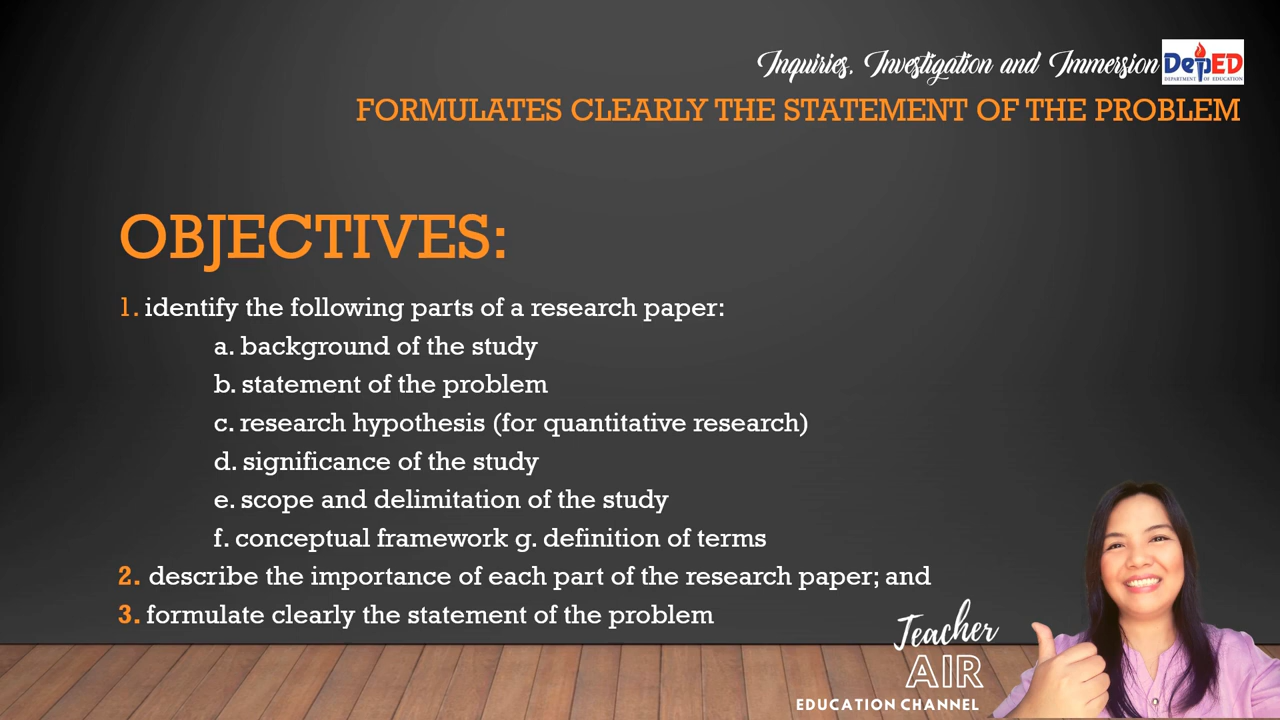 Inquiries, Investigation and Immersion
DepED
DEPARTMENT OF EDUCATION
FORMULATES CLEARLY THE STATEMENT OF THE PROBLEM
OBJECTIVES:
1. identify the following parts of a research paper:
a. background of the study
b. statement of the problem
c. research hypothesis (for quantitative research)
d. significance of the study
e. scope and delimitation of the study
f. conceptual framework g. definition of terms
2. describe the importance of each part of the research paper; and
3. formulate clearly the statement of the problem
Teacher
AIR
EDUCATION CHANNEL